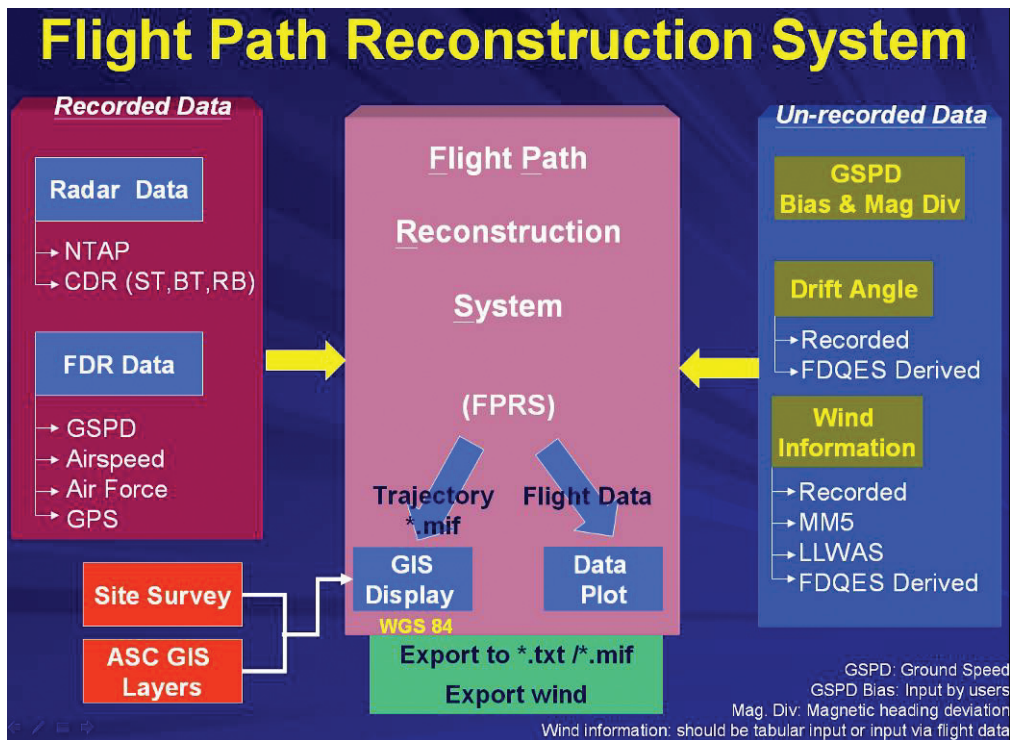 Flight Path Reconstruction System
Recorded Data
Radar Data
NTAP
CDR (ST,BT,RB)
FDR Data
GSPD
Airspeed
Air Force
GPS
Site Survey
ASC GIS
Layers
Flight Path
Reconstruction
System
(FPRS)
Trajectory
*.mif
Flight Data
GIS
Display
WGS 84
Data
Plot
Export to *.txt /*.mif
Export wind
Un-recorded Data
GSPD
Bias & Mag Div
Drift Angle
Recorded
FDQES Derived
Wind
Information
Recorded
MM5
LLWAS
FDQES Derived
GSPD: Ground Speed
GSPD Bias: Input by users
Mag. Div: Magnetic heading deviation
Wind information: should be tabular input or input via flight data